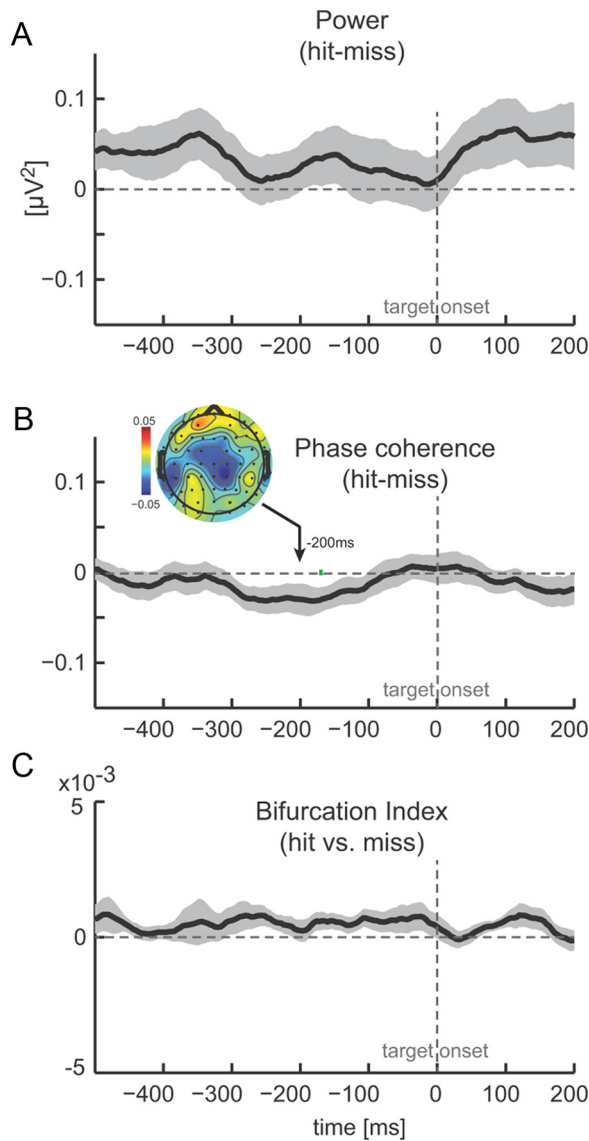 A
Power
(hit-miss)
0.1
0
−0.1
[µV²]
target onset
−400 −300 −200 −100 0 100 200
B
0.05
−0.05
Phase coherence
(hit-miss)
-200ms
0.1
0
−0.1
target onset
−400 −300 −200 −100 0 100 200
C
x10⁻³
5
Bifurcation Index
(hit vs. miss)
0
-5
target onset
−400 −300 −200 −100 0 100 200
time [ms]